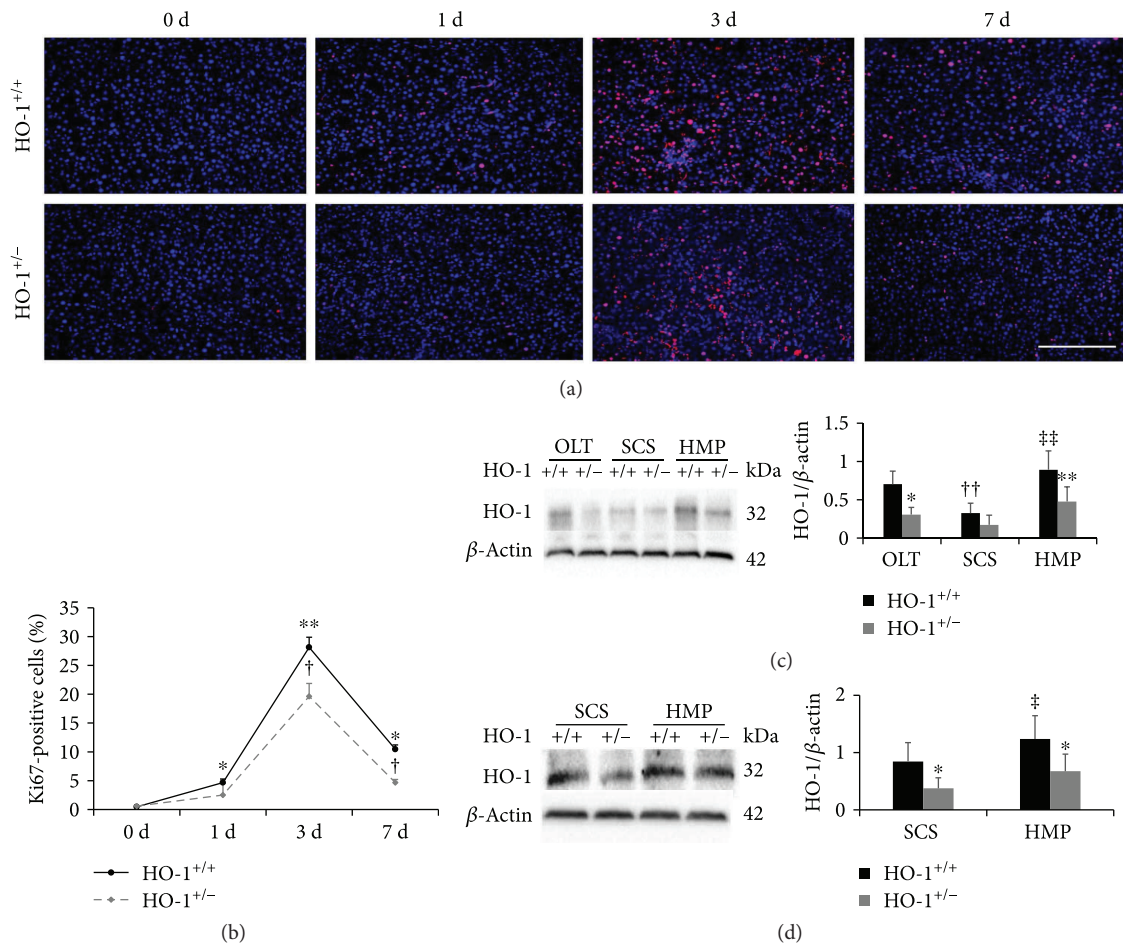 0 d 1 d 3 d 7 d
HO-1+/+
HO-1+/−
(a)
Ki67-positive cells (%)
35
30
25
20
15
10
5
0
**
†
*
*
†
0 d 1 d 3 d 7 d
HO-1+/+
HO-1+/−
(b)
OLT SCS HMP
HO-1 +/+ +/− +/+ +/− +/+ +/− kDa
HO-1 32
β-Actin 42
HO-1/β-actin
1.5
1
0.5
0
*
††
‡‡
**
OLT SCS HMP
HO-1+/+
HO-1+/−
(c)
SCS HMP
HO-1 +/+ +/− +/+ +/− kDa
HO-1 32
β-Actin 42
HO-1/β-actin
2
1
0
*
‡
*
SCS HMP
HO-1+/+
HO-1+/−
(d)